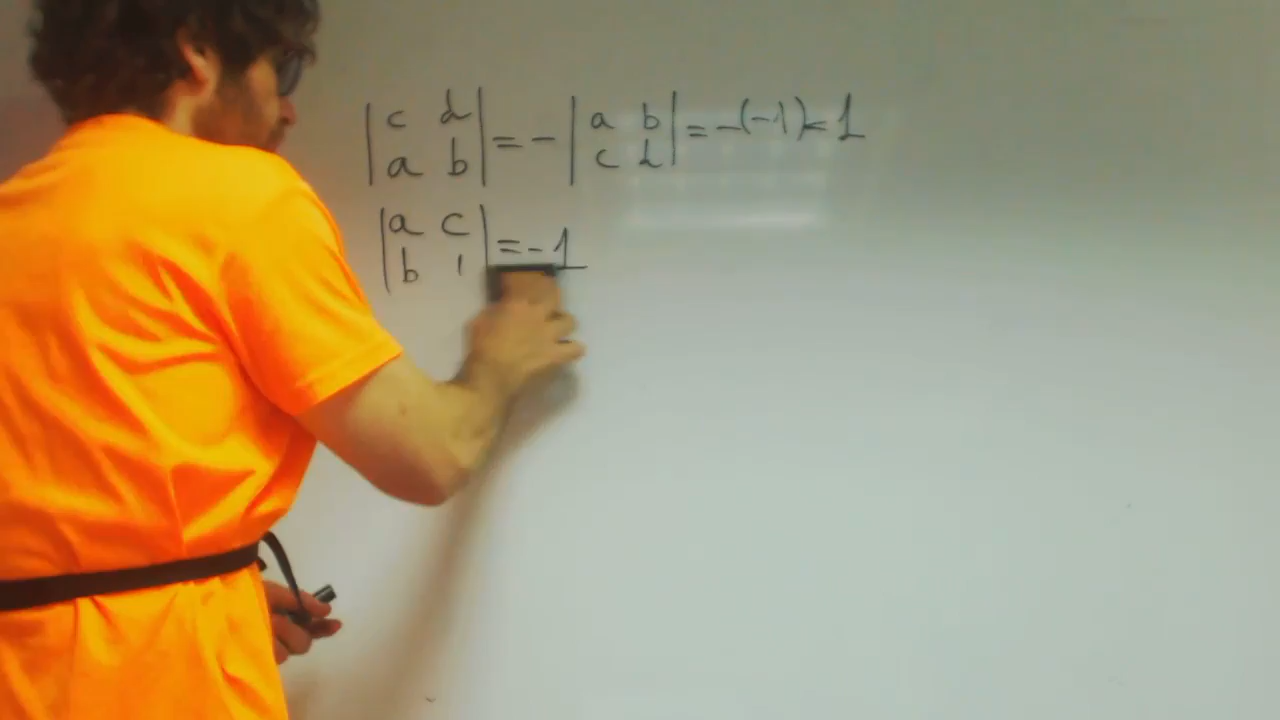 |c d| = - |a b| = -(-1) = 1
|a b| |c d|
|a c| = -1
|b